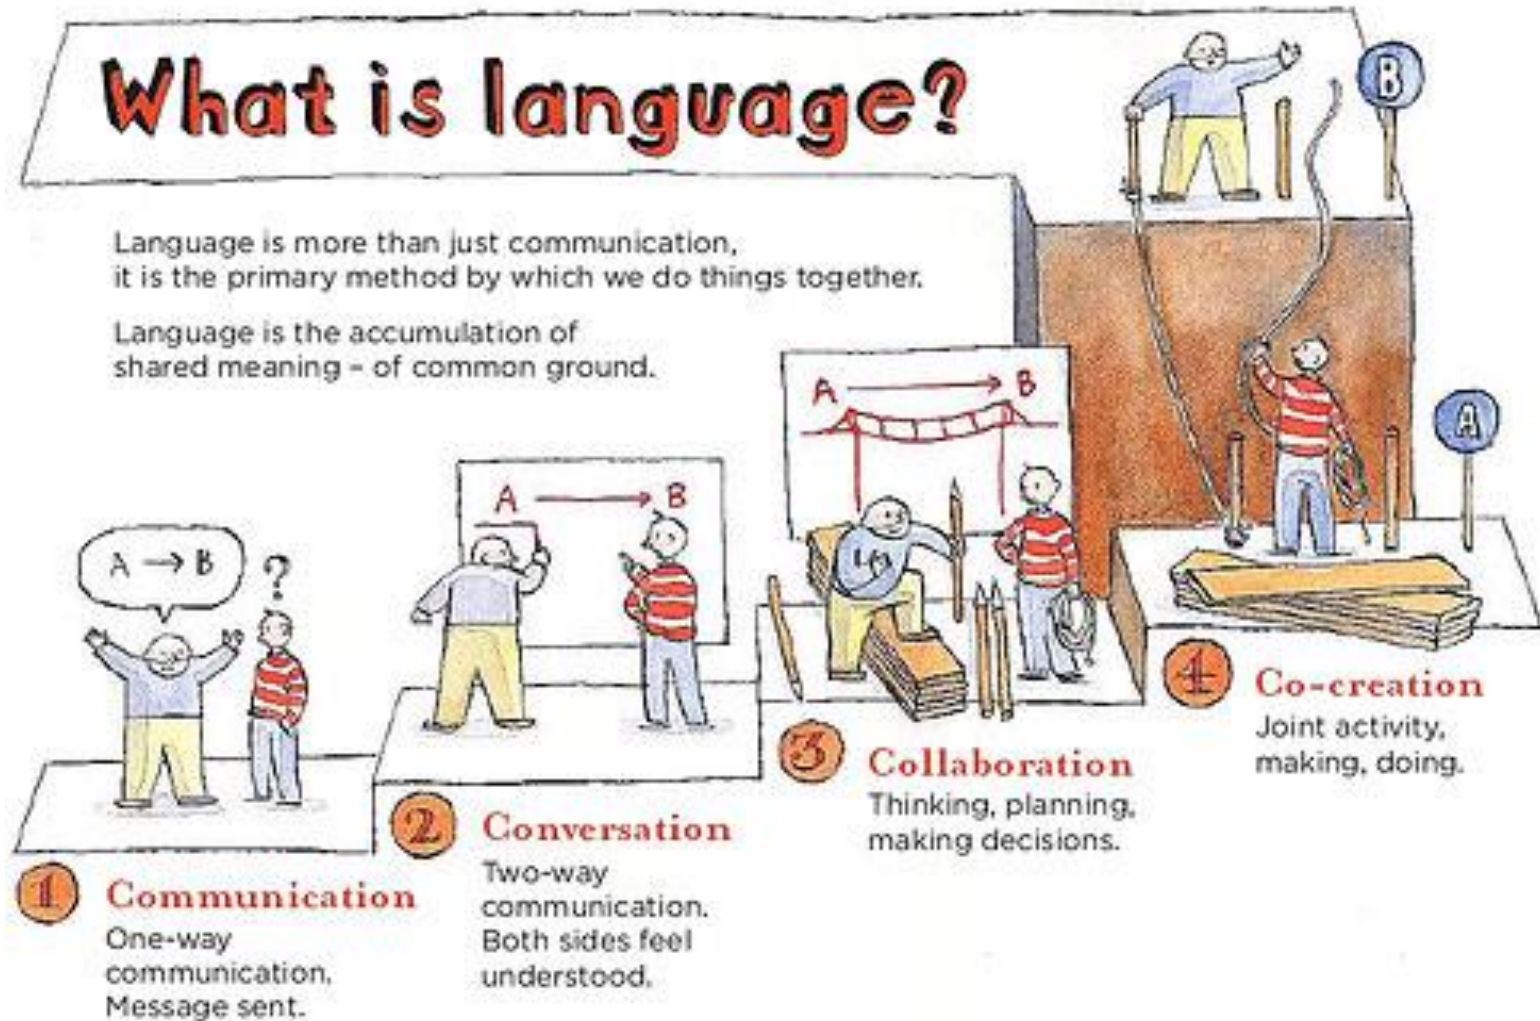 What is language?
Language is more than just communication,
it is the primary method by which we do things together.
Language is the accumulation of
shared meaning – of common ground.
A → B
?
A → B
A → B
B
A
1 Communication
One-way
communication.
Message sent.
2 Conversation
Two-way
communication.
Both sides feel
understood.
3 Collaboration
Thinking, planning,
making decisions.
4 Co-creation
Joint activity,
making, doing.